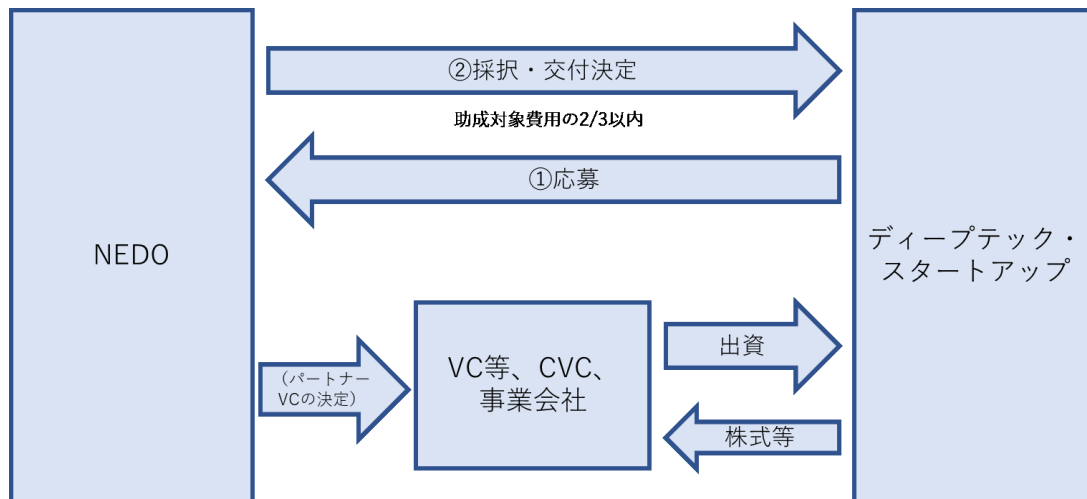 ②採択・交付決定
助成対象費用の2/3以内
①応募
NEDO
ディープテック・
スタートアップ
(パートナー
VCの決定)
VC等、CVC、
事業会社
出資
株式等